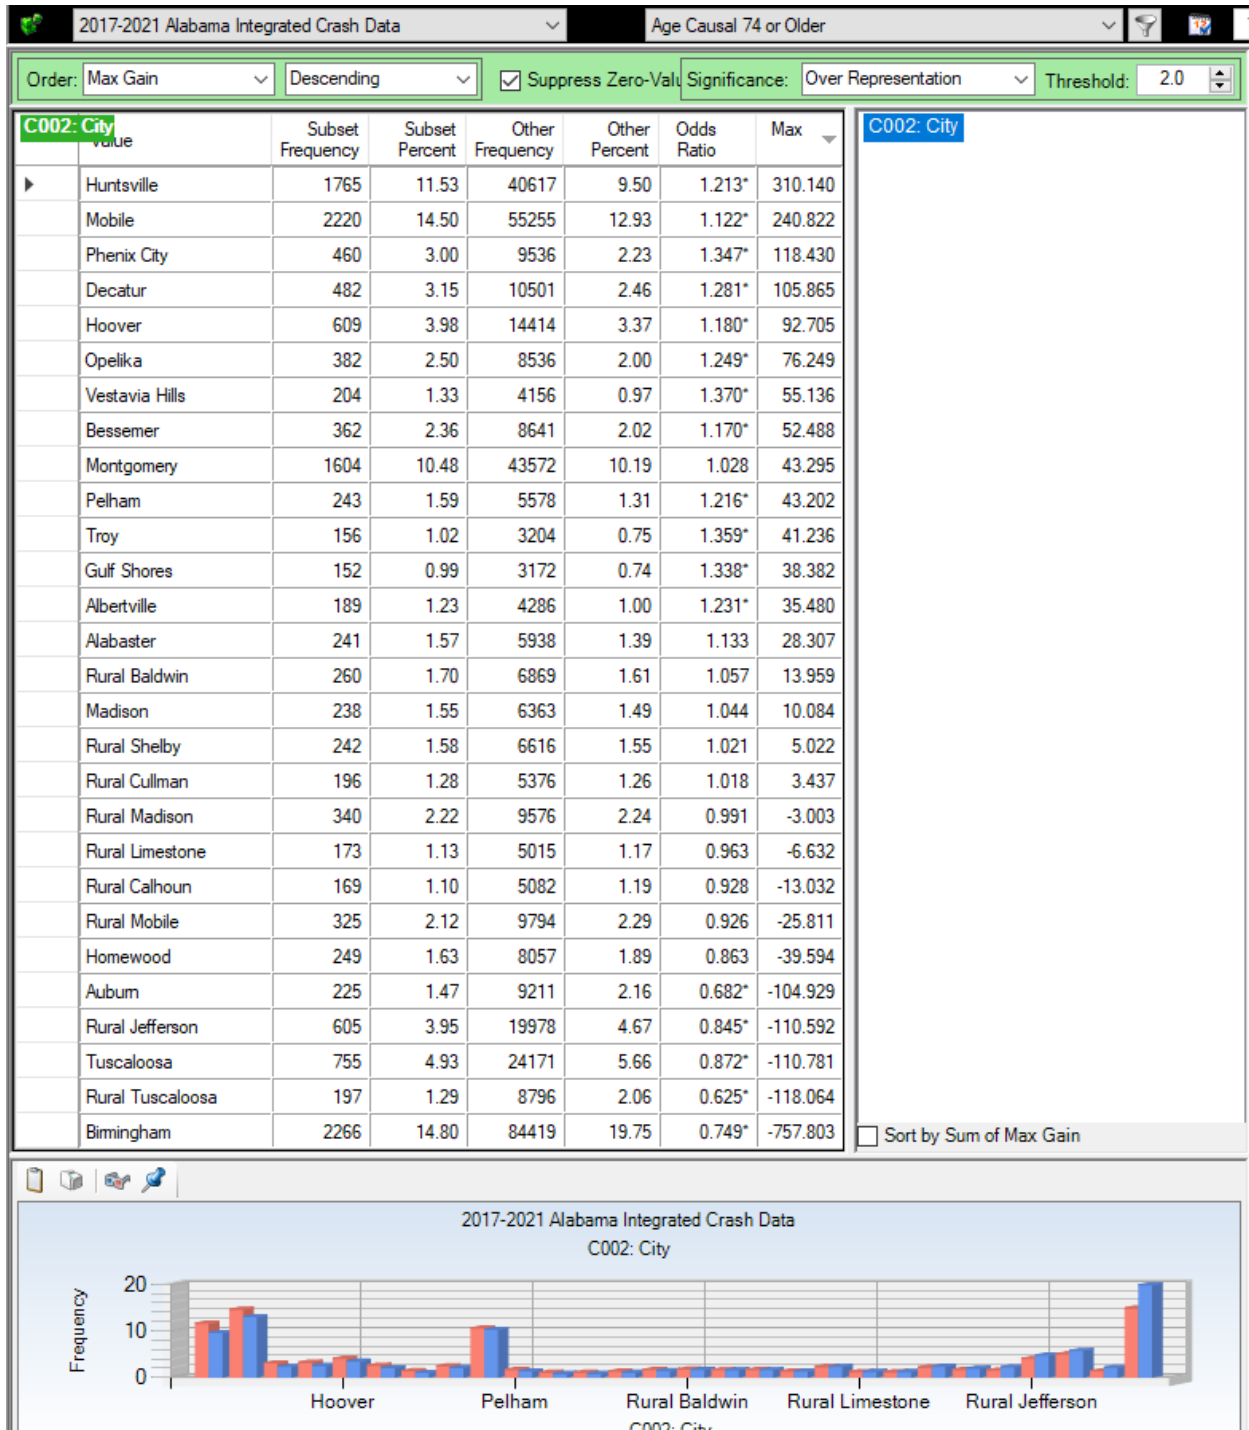 2017-2021 Alabama Integrated Crash Data Age Causal 74 or Older
Order: Max Gain Descending Suppress Zero-Valu Significance: Over Representation Threshold: 2.0
C002: City
Value Subset Frequency Subset Percent Other Frequency Other Percent Odds Ratio Max
C002: City
Huntsville 1765 11.53 40617 9.50 1.213* 310.140
Mobile 2220 14.50 55255 12.93 1.122* 240.822
Phenix City 460 3.00 9536 2.23 1.347* 118.430
Decatur 482 3.15 10501 2.46 1.281* 105.865
Hoover 609 3.98 14414 3.37 1.180* 92.705
Opelika 382 2.50 8536 2.00 1.249* 76.249
Vestavia Hills 204 1.33 4156 0.97 1.370* 55.136
Bessemer 362 2.36 8641 2.02 1.170* 52.488
Montgomery 1604 10.48 43572 10.19 1.028 43.295
Pelham 243 1.59 5578 1.31 1.216* 43.202
Troy 156 1.02 3204 0.75 1.359* 41.236
Gulf Shores 152 0.99 3172 0.74 1.338* 38.382
Albertville 189 1.23 4286 1.00 1.231* 35.480
Alabaster 241 1.57 5938 1.39 1.133 28.307
Rural Baldwin 260 1.70 6869 1.61 1.057 13.959
Madison 238 1.55 6363 1.49 1.044 10.084
Rural Shelby 242 1.58 6616 1.55 1.021 5.022
Rural Cullman 196 1.28 5376 1.26 1.018 3.437
Rural Madison 340 2.22 9576 2.24 0.991 -3.003
Rural Limestone 173 1.13 5015 1.17 0.963 -6.632
Rural Calhoun 169 1.10 5082 1.19 0.928 -13.032
Rural Mobile 325 2.12 9794 2.29 0.926 -25.811
Homewood 249 1.63 8057 1.89 0.863 -39.594
Auburn 225 1.47 9211 2.16 0.682* -104.929
Rural Jefferson 605 3.95 19978 4.67 0.845* -110.592
Tuscaloosa 755 4.93 24171 5.66 0.872* -110.781
Rural Tuscaloosa 197 1.29 8796 2.06 0.625* -118.064
Birmingham 2266 14.80 84419 19.75 0.749* -757.803
Sort by Sum of Max Gain
2017-2021 Alabama Integrated Crash Data
C002: City
Frequency
20
10
0
Hoover Pelham Rural Baldwin Rural Limestone Rural Jefferson
C002: City